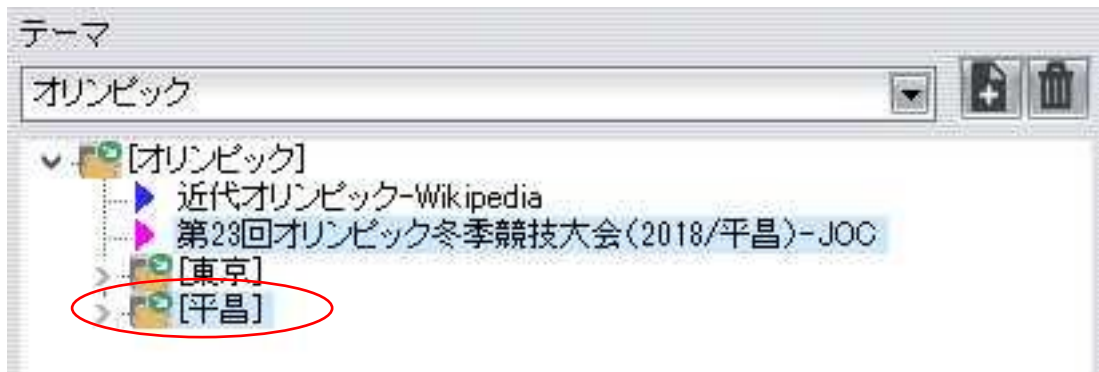 テーマ
オリンピック
[オリンピック]
近代オリンピック-Wikipedia
第23回オリンピック冬季競技大会(2018/平昌)-JOC
[東京]
[平昌]